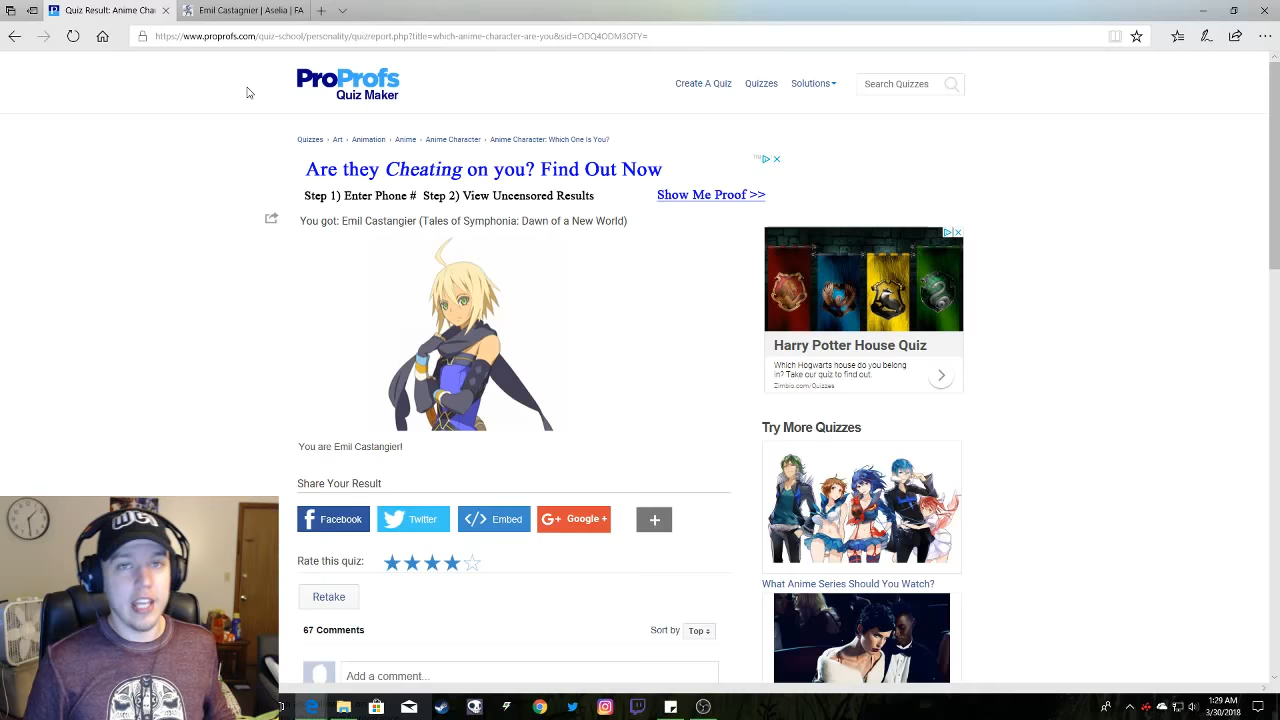 Quiz Result: Anime Cha
Emil Castangier | Tales
https://www.proprofs.com/quiz-school/personality/quizreport.php?title=which-anime-character-are-you&sid=ODQ4ODM3OTY=
ProProfs
Quiz Maker
Create A Quiz
Quizzes
Solutions
Search Quizzes
Quizzes › Art › Animation › Anime › Anime Character › Anime Character: Which One Is You?
Are they Cheating on you? Find Out Now
Step 1) Enter Phone # Step 2) View Uncensored Results
Show Me Proof >>
You got: Emil Castangier (Tales of Symphonia: Dawn of a New World)
Harry Potter House Quiz
Which Hogwarts house do you belong
in? Take our quiz to find out.
Zimbio.com/Quizzes
You are Emil Castangier!
Try More Quizzes
Share Your Result
Facebook
Twitter
Embed
Google +
Rate this quiz:
What Anime Series Should You Watch?
Retake
67 Comments
Sort by Top
Add a comment...
1:29 AM
3/30/2018